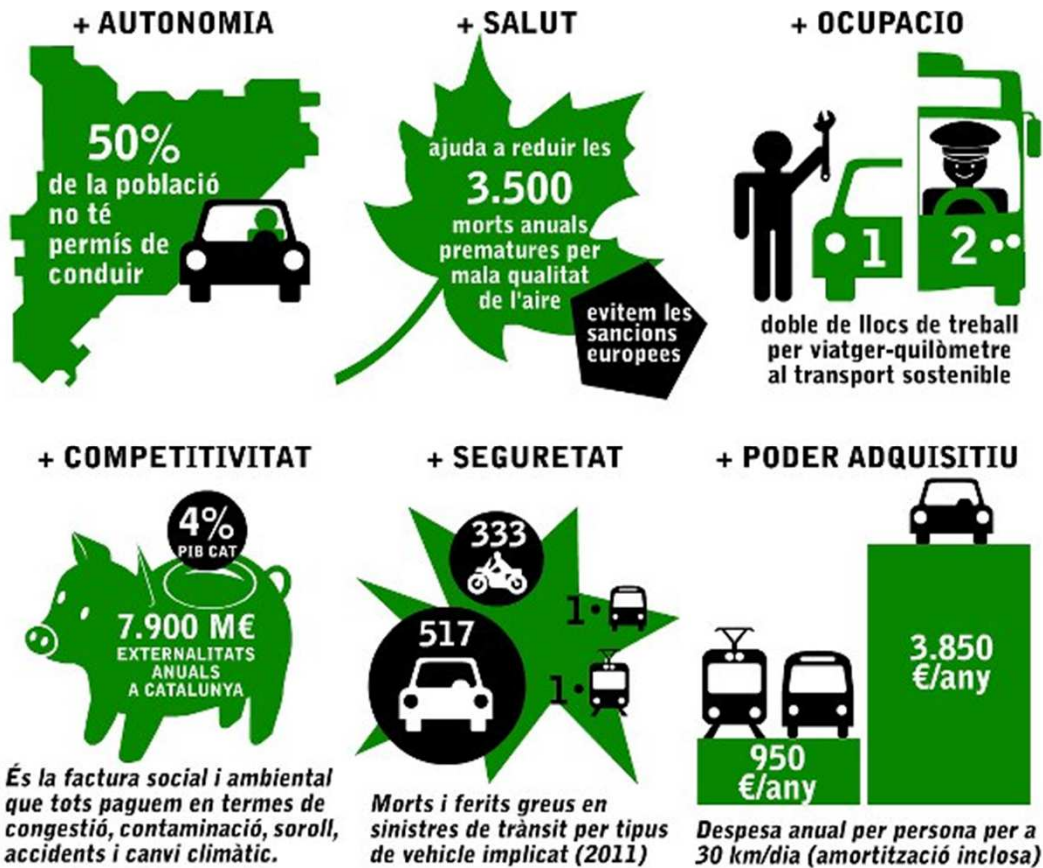 + AUTONOMIA
50%
de la població
no té
permís de
conduir
+ SALUT
ajuda a reduir les
3.500
morts anuals
prematures per
mala qualitat
de l'aire
evitem les
sancions
europees
+ OCUPACIO
1
2
doble de llocs de treball
per viatger-quilòmetre
al transport sostenible
+ COMPETITIVITAT
4%
PIB CAT
7.900 M€
EXTERNALITATS
ANUALS
A CATALUNYA
És la factura social i ambiental
que tots paguem en termes de
congestió, contaminació, soroll,
accidents i canvi climàtic.
+ SEGURETAT
333
517
1
1
Morts i ferits greus en
sinistres de trànsit per tipus
de vehicle implicat (2011)
+ PODER ADQUISITIU
950
€/any
3.850
€/any
Despesa anual per persona per a
30 km/dia (amortització inclosa)